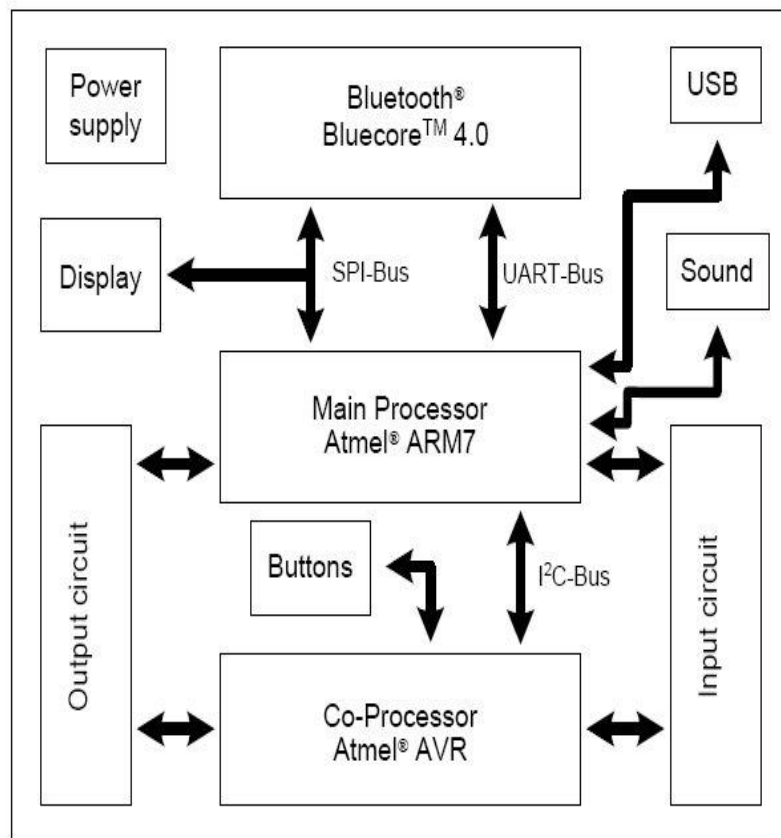 Power
supply
Bluetooth®
Bluecore™ 4.0
USB
Display
SPI-Bus
UART-Bus
Sound
Main Processor
Atmel® ARM7
Output circuit
Buttons
I²C-Bus
Input circuit
Co-Processor
Atmel® AVR